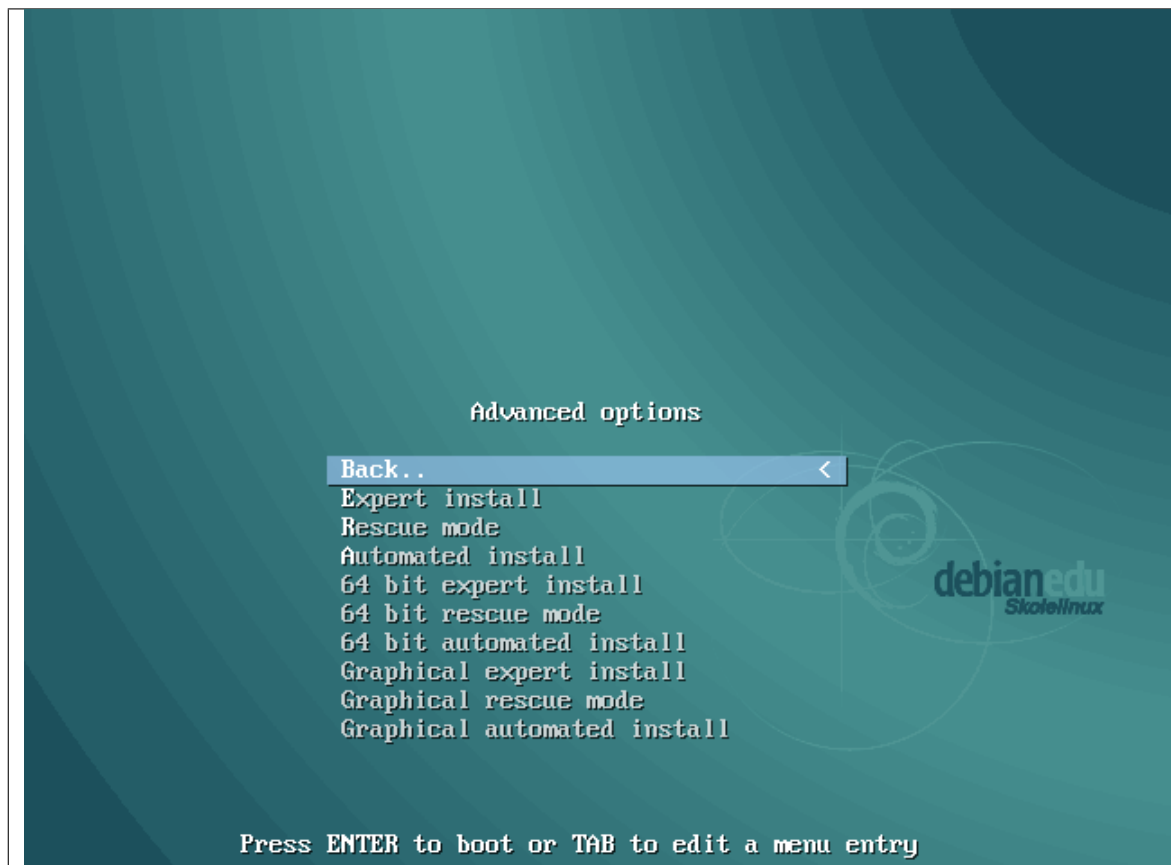 Advanced options
Back.. <
Expert install
Rescue mode
Automated install
64 bit expert install
64 bit rescue mode
64 bit automated install
Graphical expert install
Graphical rescue mode
Graphical automated install
debianedu
Skolelinux
Press ENTER to boot or TAB to edit a menu entry